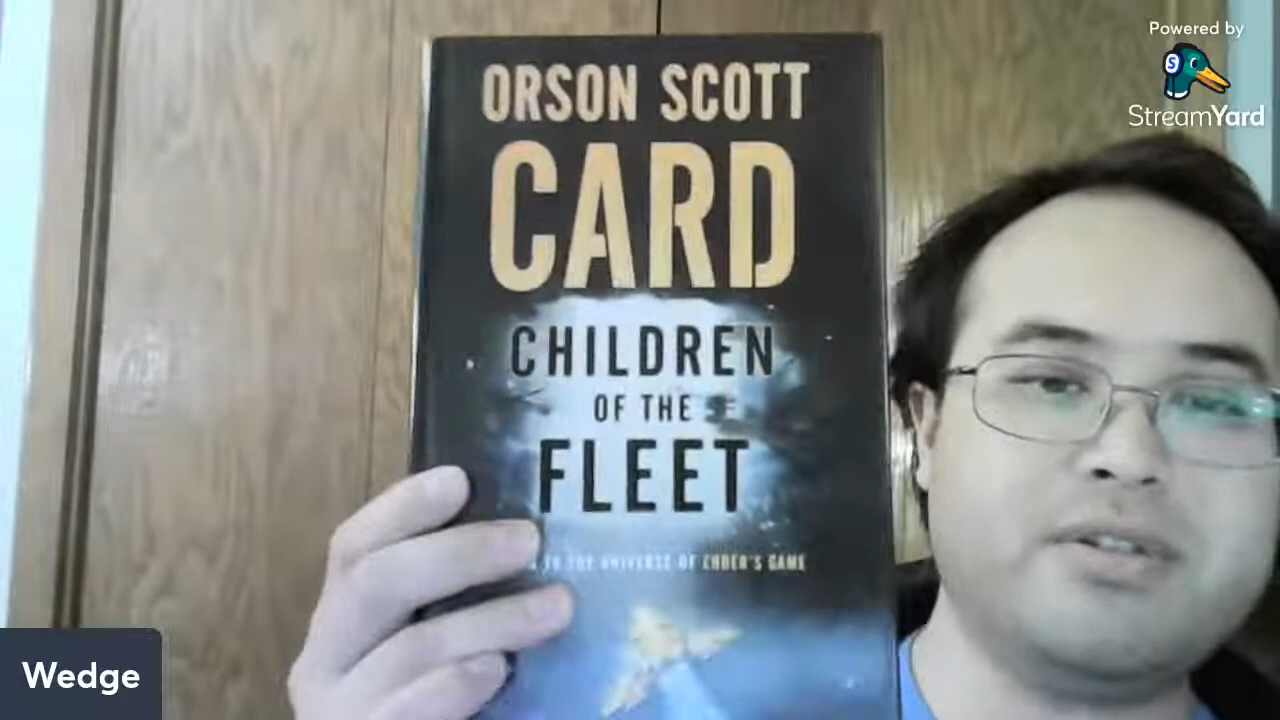 ORSON SCOTT
CARD
CHILDREN
OF THE
FLEET
THE UNIVERSE OF ENDER'S GAME
Powered by
StreamYard
Wedge